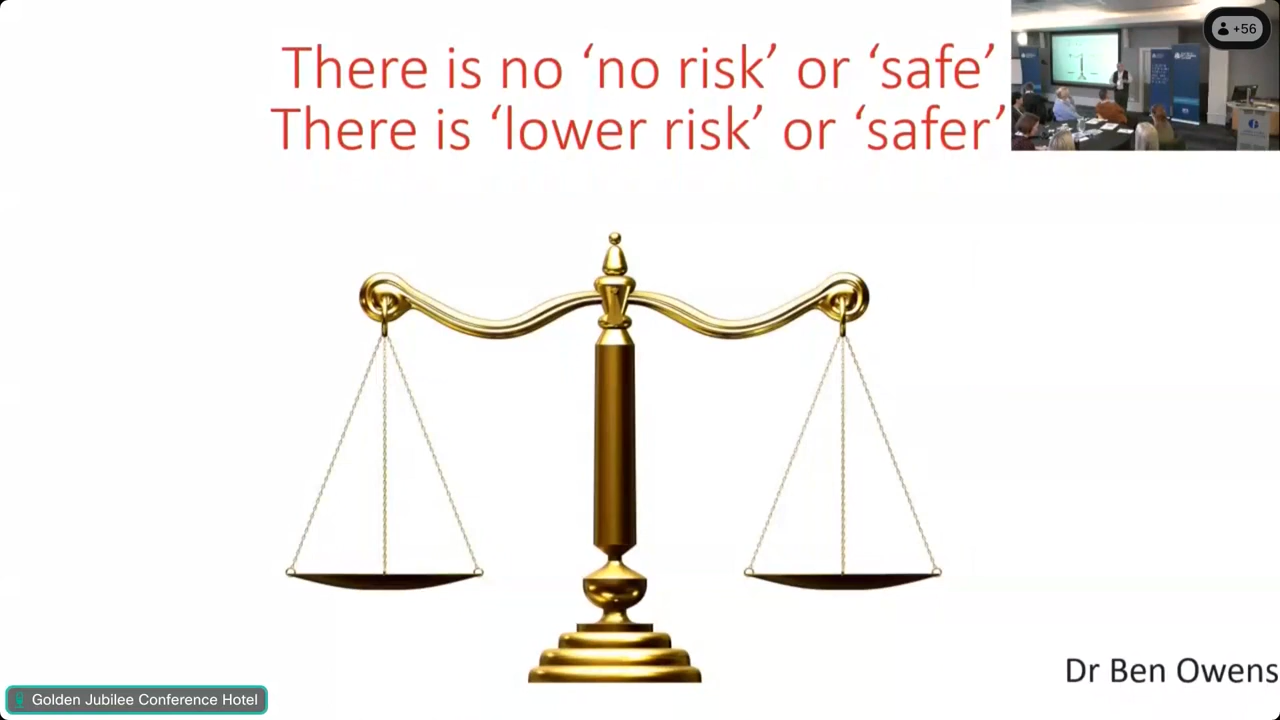 There is no ‘no risk’ or ‘safe’
There is ‘lower risk’ or ‘safer’
+56
Dr Ben Owens
Golden Jubilee Conference Hotel